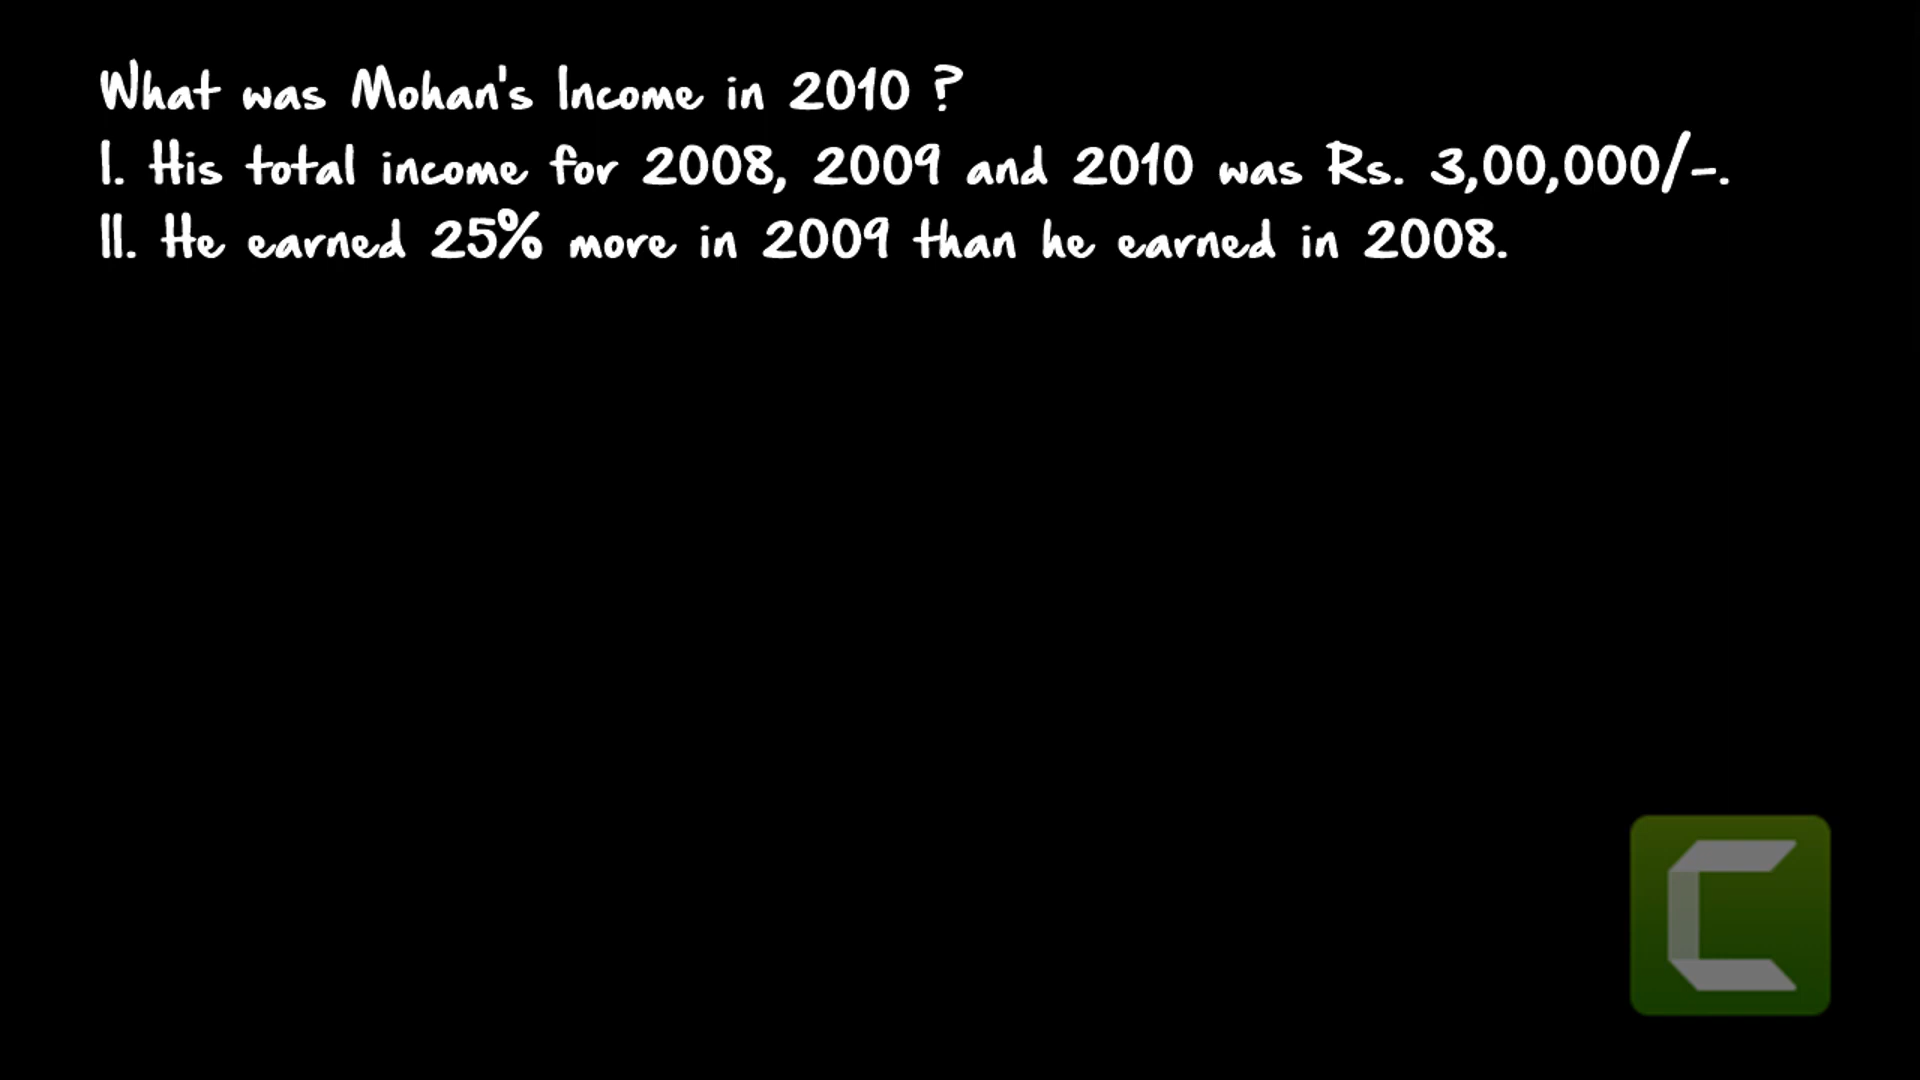 What was Mohan's Income in 2010 ?
I. His total income for 2008, 2009 and 2010 was Rs. 3,00,000/-.
II. He earned 25% more in 2009 than he earned in 2008.